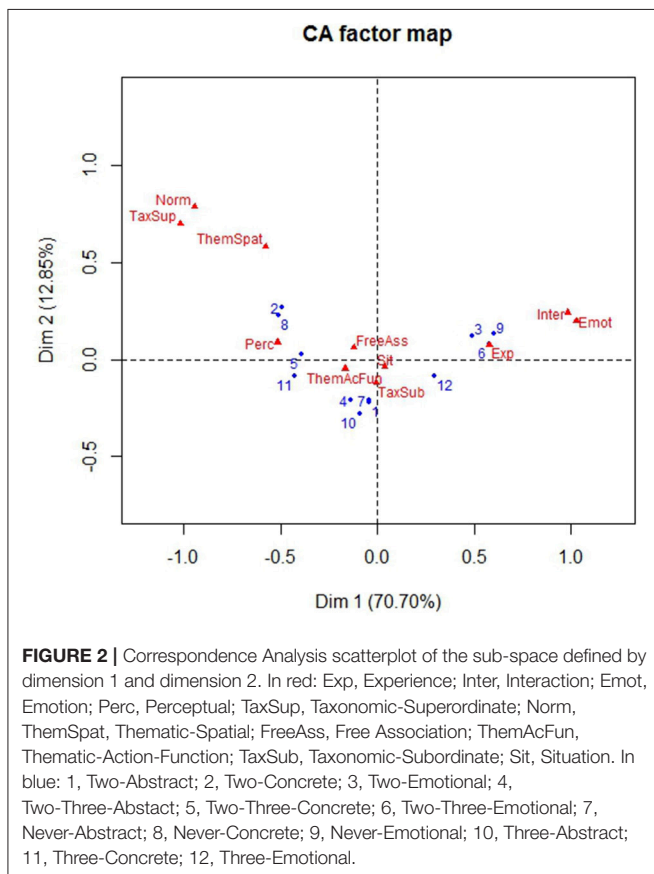 CA factor map
Dim 2 (12.85%)
1.0
0.5
0.0
-0.5
Norm
TaxSup
ThemSpat
2
8
Perc
5
11
FreeAss
Sit
ThemAcFun
TaxSub
4
7
1
10
12
3
9
6
Exp
Inter
Emot
-1.0 -0.5 0.0 0.5 1.0
Dim 1 (70.70%)
FIGURE 2 | Correspondence Analysis scatterplot of the sub-space defined by
dimension 1 and dimension 2. In red: Exp, Experience; Inter, Interaction; Emot,
Emotion; Perc, Perceptual; TaxSup, Taxonomic-Superordinate; Norm,
ThemSpat, Thematic-Spatial; FreeAss, Free Association; ThemAcFun,
Thematic-Action-Function; TaxSub, Taxonomic-Subordinate; Sit, Situation. In
blue: 1, Two-Abstract; 2, Two-Concrete; 3, Two-Emotional; 4,
Two-Three-Abstact; 5, Two-Three-Concrete; 6, Two-Three-Emotional; 7,
Never-Abstract; 8, Never-Concrete; 9, Never-Emotional; 10, Three-Abstract;
11, Three-Concrete; 12, Three-Emotional.